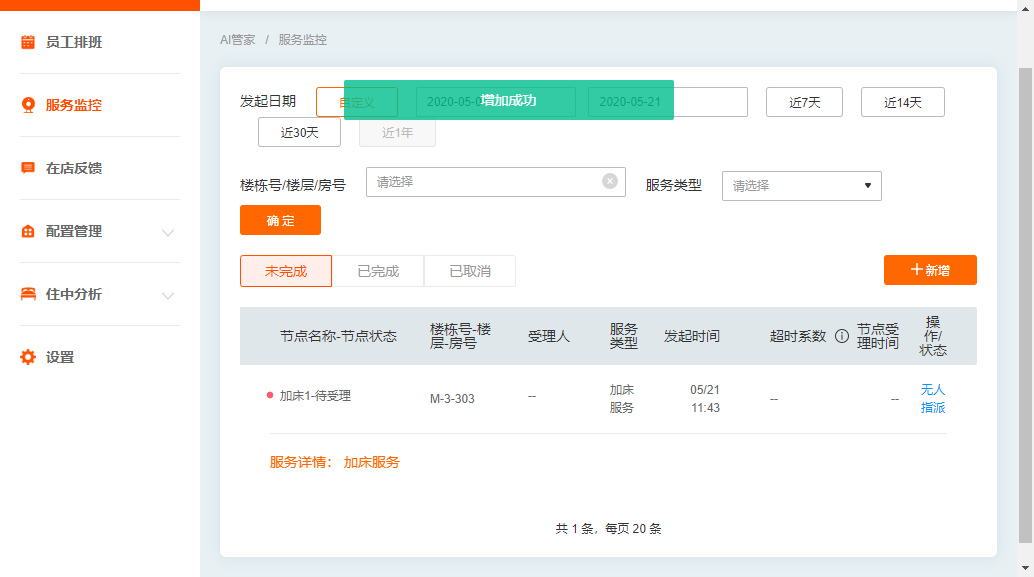 员工排班
服务监控
在店反馈
配置管理
住中分析
设置
AI管家 / 服务监控
发起日期 自定义 2020-05-0 增加成功 2020-05-21 近7天 近14天
近30天 近1年
楼栋号/楼层/房号 请选择 服务类型 请选择
确 定
未完成 已完成 已取消 新增
节点名称-节点状态 楼栋号-楼层-房号 受理人 服务类型 发起时间 超时系数 节点受理时间 操作/状态
加床1-待受理 M-3-303 -- 加床服务 05/21 11:43 -- -- 无人指派
服务详情： 加床服务
共 1 条，每页 20 条